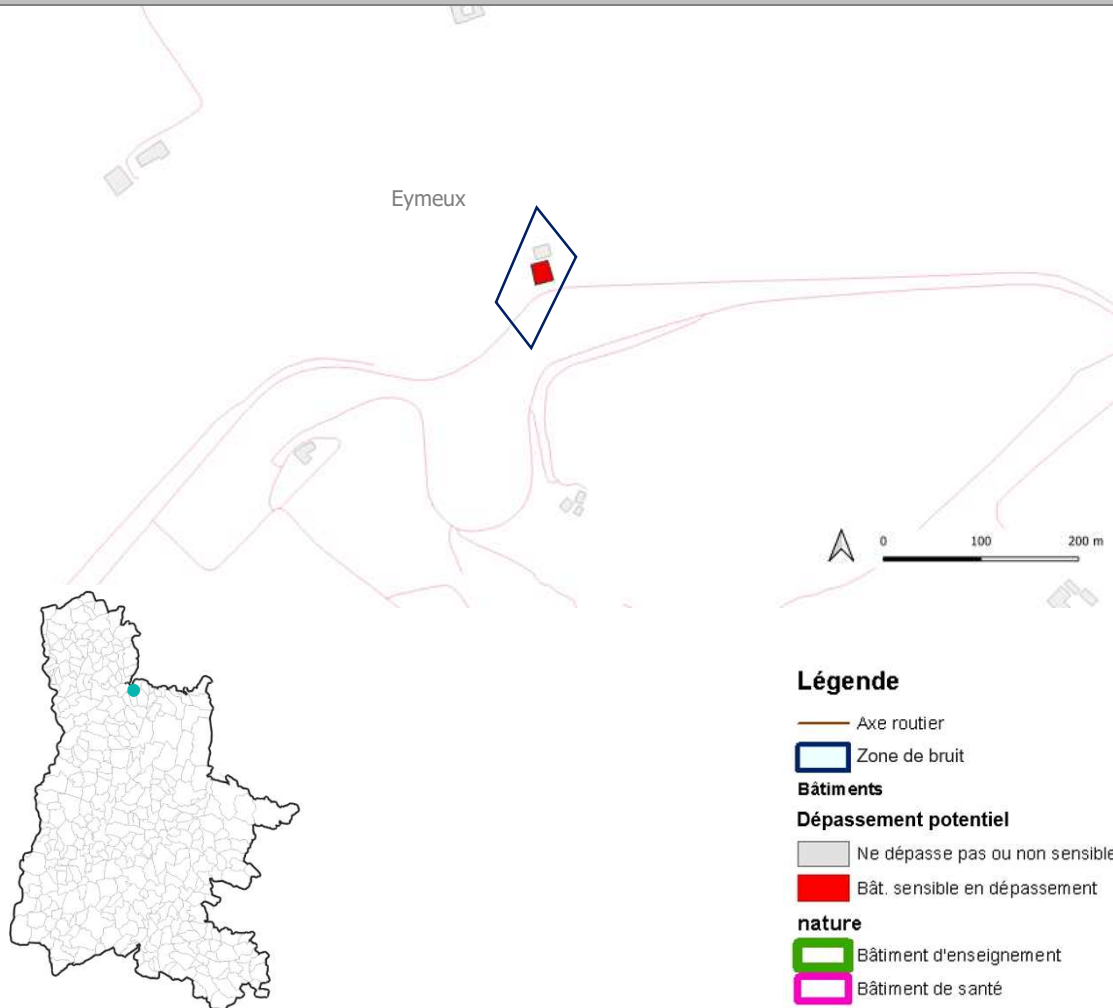 Eymeux
0 100 200 m
Légende
Axe routier
Zone de bruit
Bâtiments
Dépassement potentiel
Ne dépasse pas ou non sensible
Bât. sensible en dépassement
nature
Bâtiment d'enseignement
Bâtiment de santé